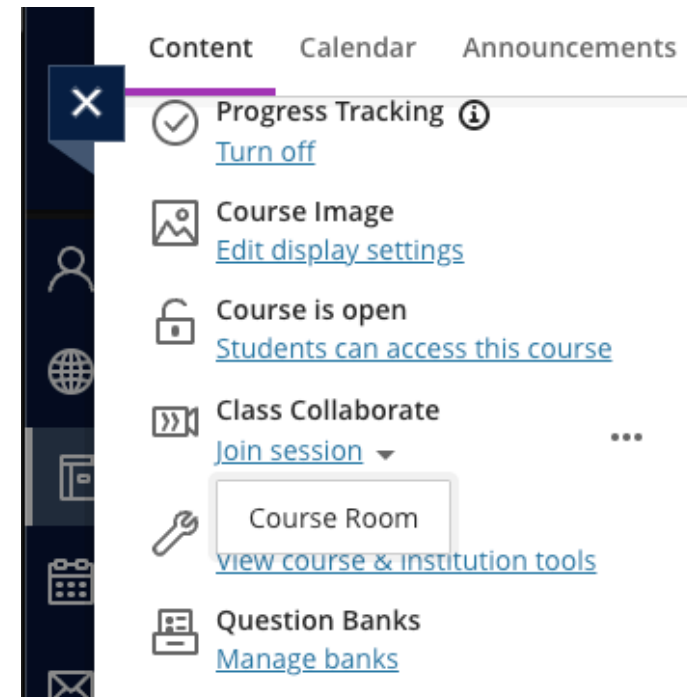 Content Calendar Announcements
Progress Tracking
Turn off
Course Image
Edit display settings
Course is open
Students can access this course
Class Collaborate
Join session
Course Room
View course & institution tools
Question Banks
Manage banks